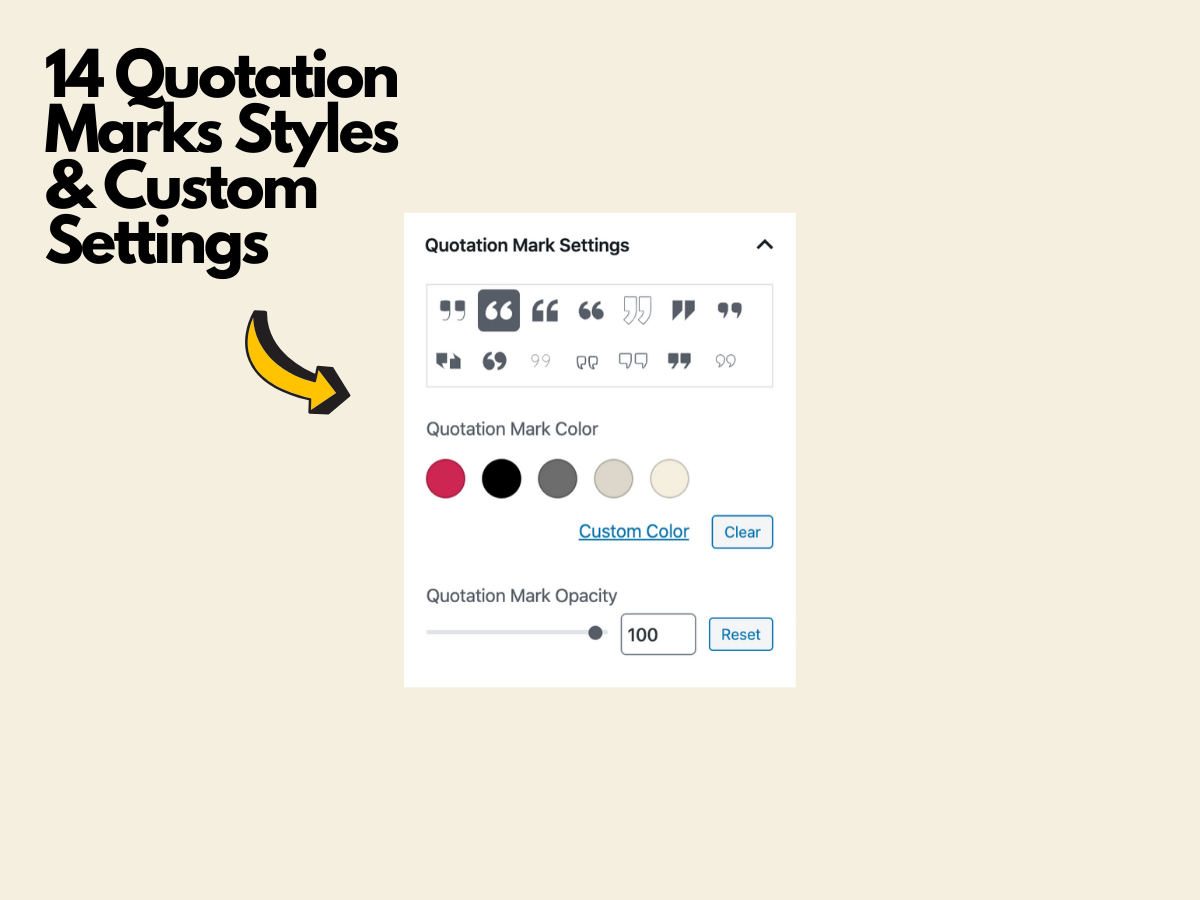 14 Quotation
Marks Styles
& Custom
Settings
Quotation Mark Settings
Quotation Mark Color
Custom Color
Clear
Quotation Mark Opacity
100
Reset